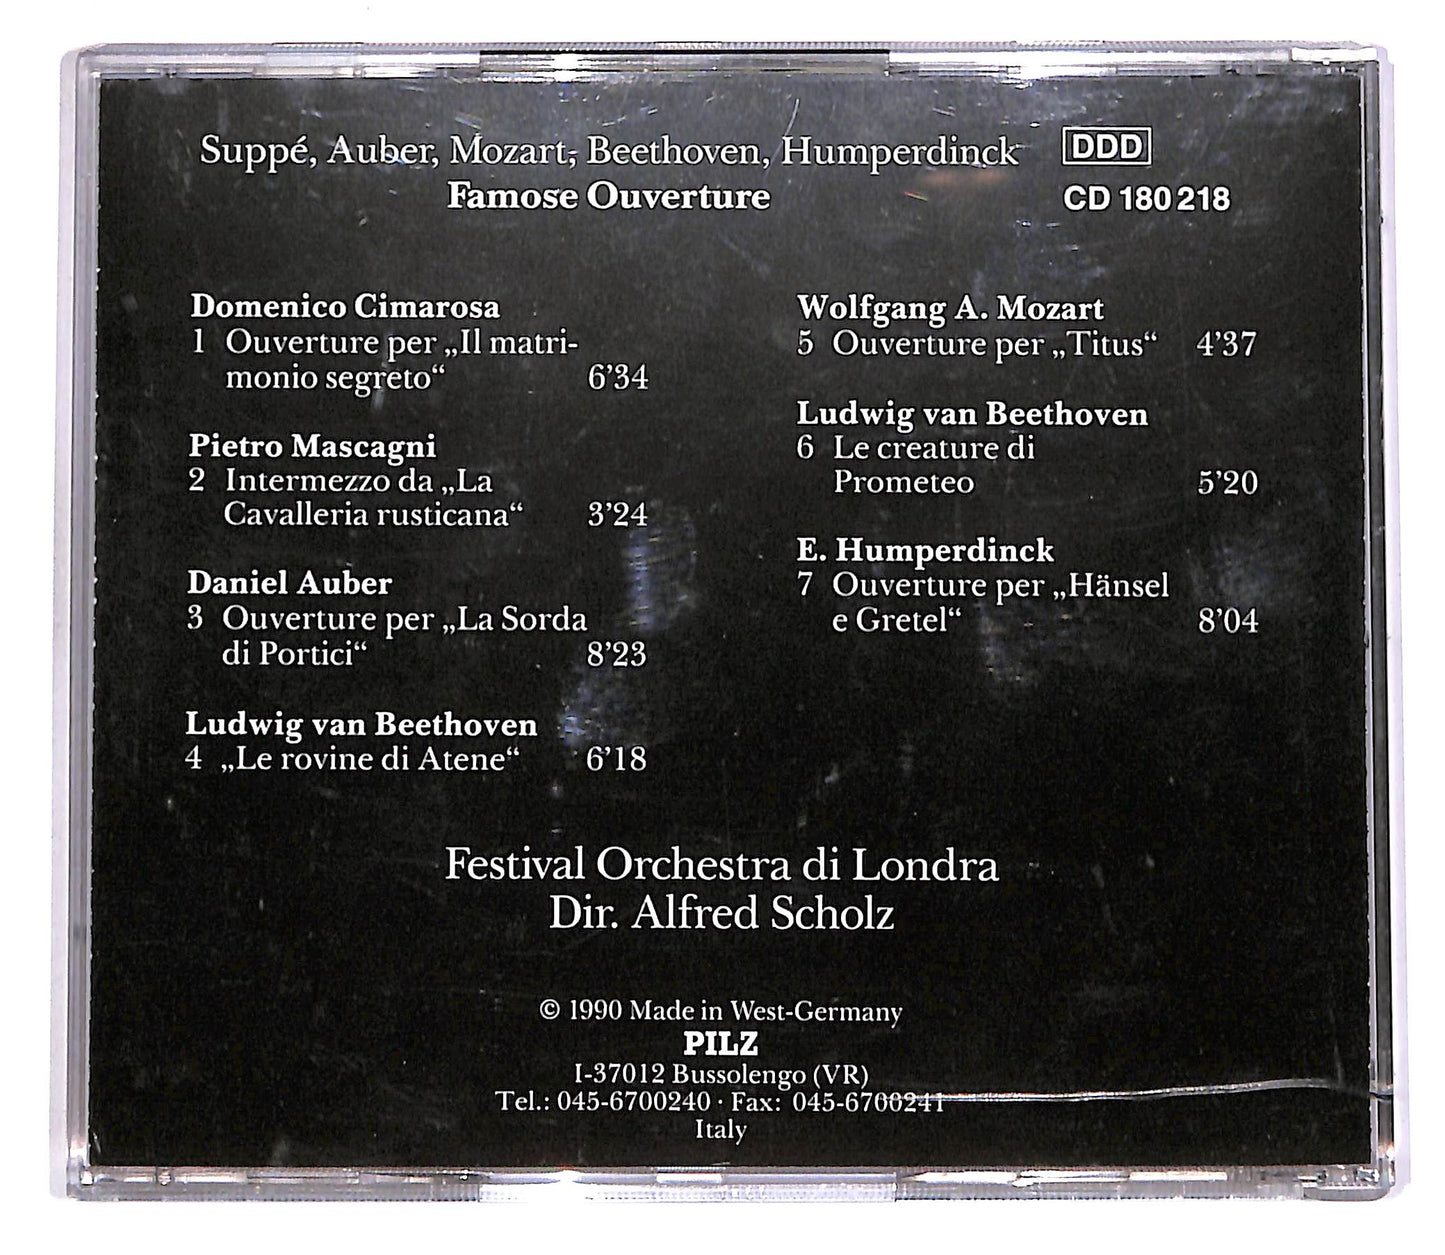 Suppé, Auber, Mozart, Beethoven, Humperdinck
Famose Ouverture
DDD
CD 180 218
Domenico Cimarosa
1 Ouverture per „Il matri-
monio segreto“ 6’34
Pietro Mascagni
2 Intermezzo da „La
Cavalleria rusticana“ 3’24
Daniel Auber
3 Ouverture per „La Sorda
di Portici“ 8’23
Ludwig van Beethoven
4 „Le rovine di Atene“ 6’18
Wolfgang A. Mozart
5 Ouverture per „Titus“ 4’37
Ludwig van Beethoven
6 Le creature di
Prometeo 5’20
E. Humperdinck
7 Ouverture per „Hänsel
e Gretel“ 8’04
Festival Orchestra di Londra
Dir. Alfred Scholz
© 1990 Made in West-Germany
PILZ
I-37012 Bussolengo (VR)
Tel.: 045-6700240 · Fax: 045-6700241
Italy